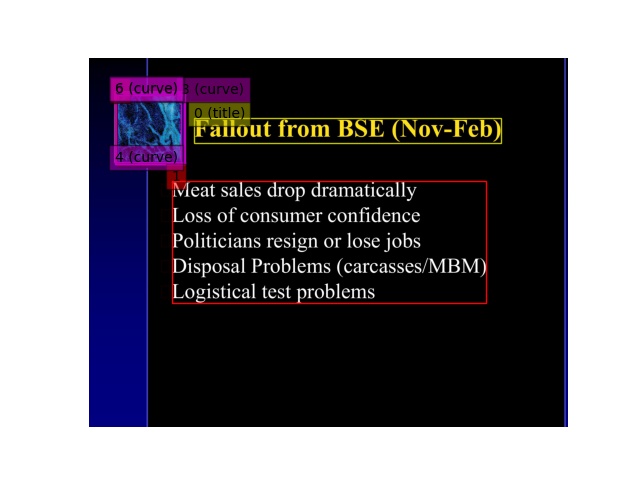 6 (curve) 3 (curve)
0 (title)
Fallout from BSE (Nov-Feb)
4 (curve)
1
Meat sales drop dramatically
Loss of consumer confidence
Politicians resign or lose jobs
Disposal Problems (carcasses/MBM)
Logistical test problems